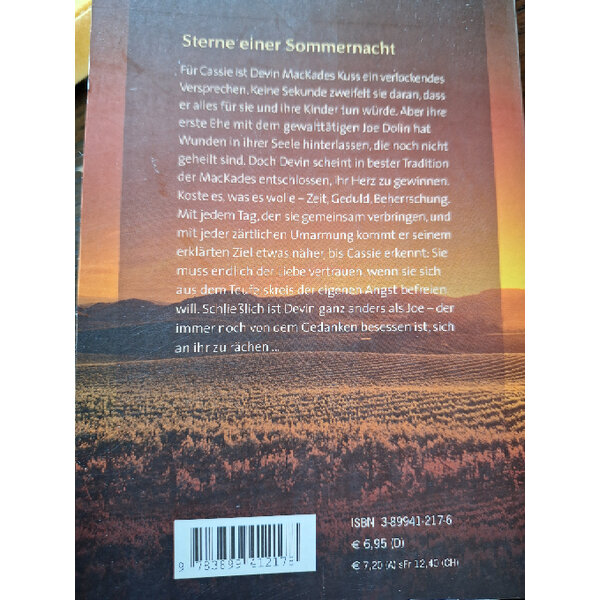 Sterne einer Sommernacht
Für Cassie ist Devin MacKades Kuss ein verlockendes
Versprechen. Keine Sekunde zweifelt sie daran, dass
er alles für sie und ihre Kinder tun würde. Aber ihre
erste Ehe mit dem gewalttätigen Joe Dolin hat
Wunden in ihrer Seele hinterlassen, die noch nicht
geheilt sind. Doch Devin scheint in bester Tradition
der MacKades entschlossen, ihr Herz zu gewinnen.
Koste es, was es wolle – Zeit, Geduld, Beherrschung.
Mit jedem Tag, den sie gemeinsam verbringen, und
mit jeder zärtlichen Umarmung kommt er seinem
erklärten Ziel etwas näher, bis Cassie erkennt: Sie
muss endlich der Liebe vertrauen, wenn sie sich
aus dem Teufelskreis der eigenen Angst befreien
will. Schließlich ist Devin ganz anders als Joe – der
immer noch von dem Gedanken besessen ist, sich
an ihr zu rächen ...
ISBN 3-89941-217-6
€ 6,95 (D)
€ 7,20 (A) sFr 12,40 (CH)
9 783899 412178